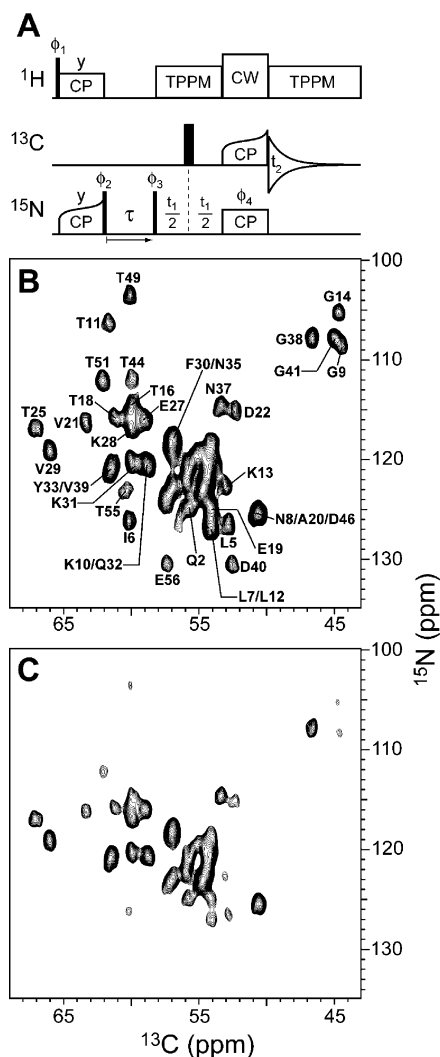 A
ϕ1
1H
y
CP
TPPM
CW
TPPM
13C
CP
t2
15N
y
CP
ϕ2
τ
ϕ3
t1
2
t1
2
ϕ4
CP
B
T49
T11
G14
G38
G41
G9
T51
T44
F30/N35
T16
N37
T18
E27
D22
T25
V21
K28
V29
K13
Y33/V39
K31
T55
N8/A20/D46
I6
L5
E19
K10/Q32
Q2
E56
D40
L7/L12
100
110
120
130
65
55
45
15N (ppm)
C
100
110
120
130
65
55
45
13C (ppm)
15N (ppm)